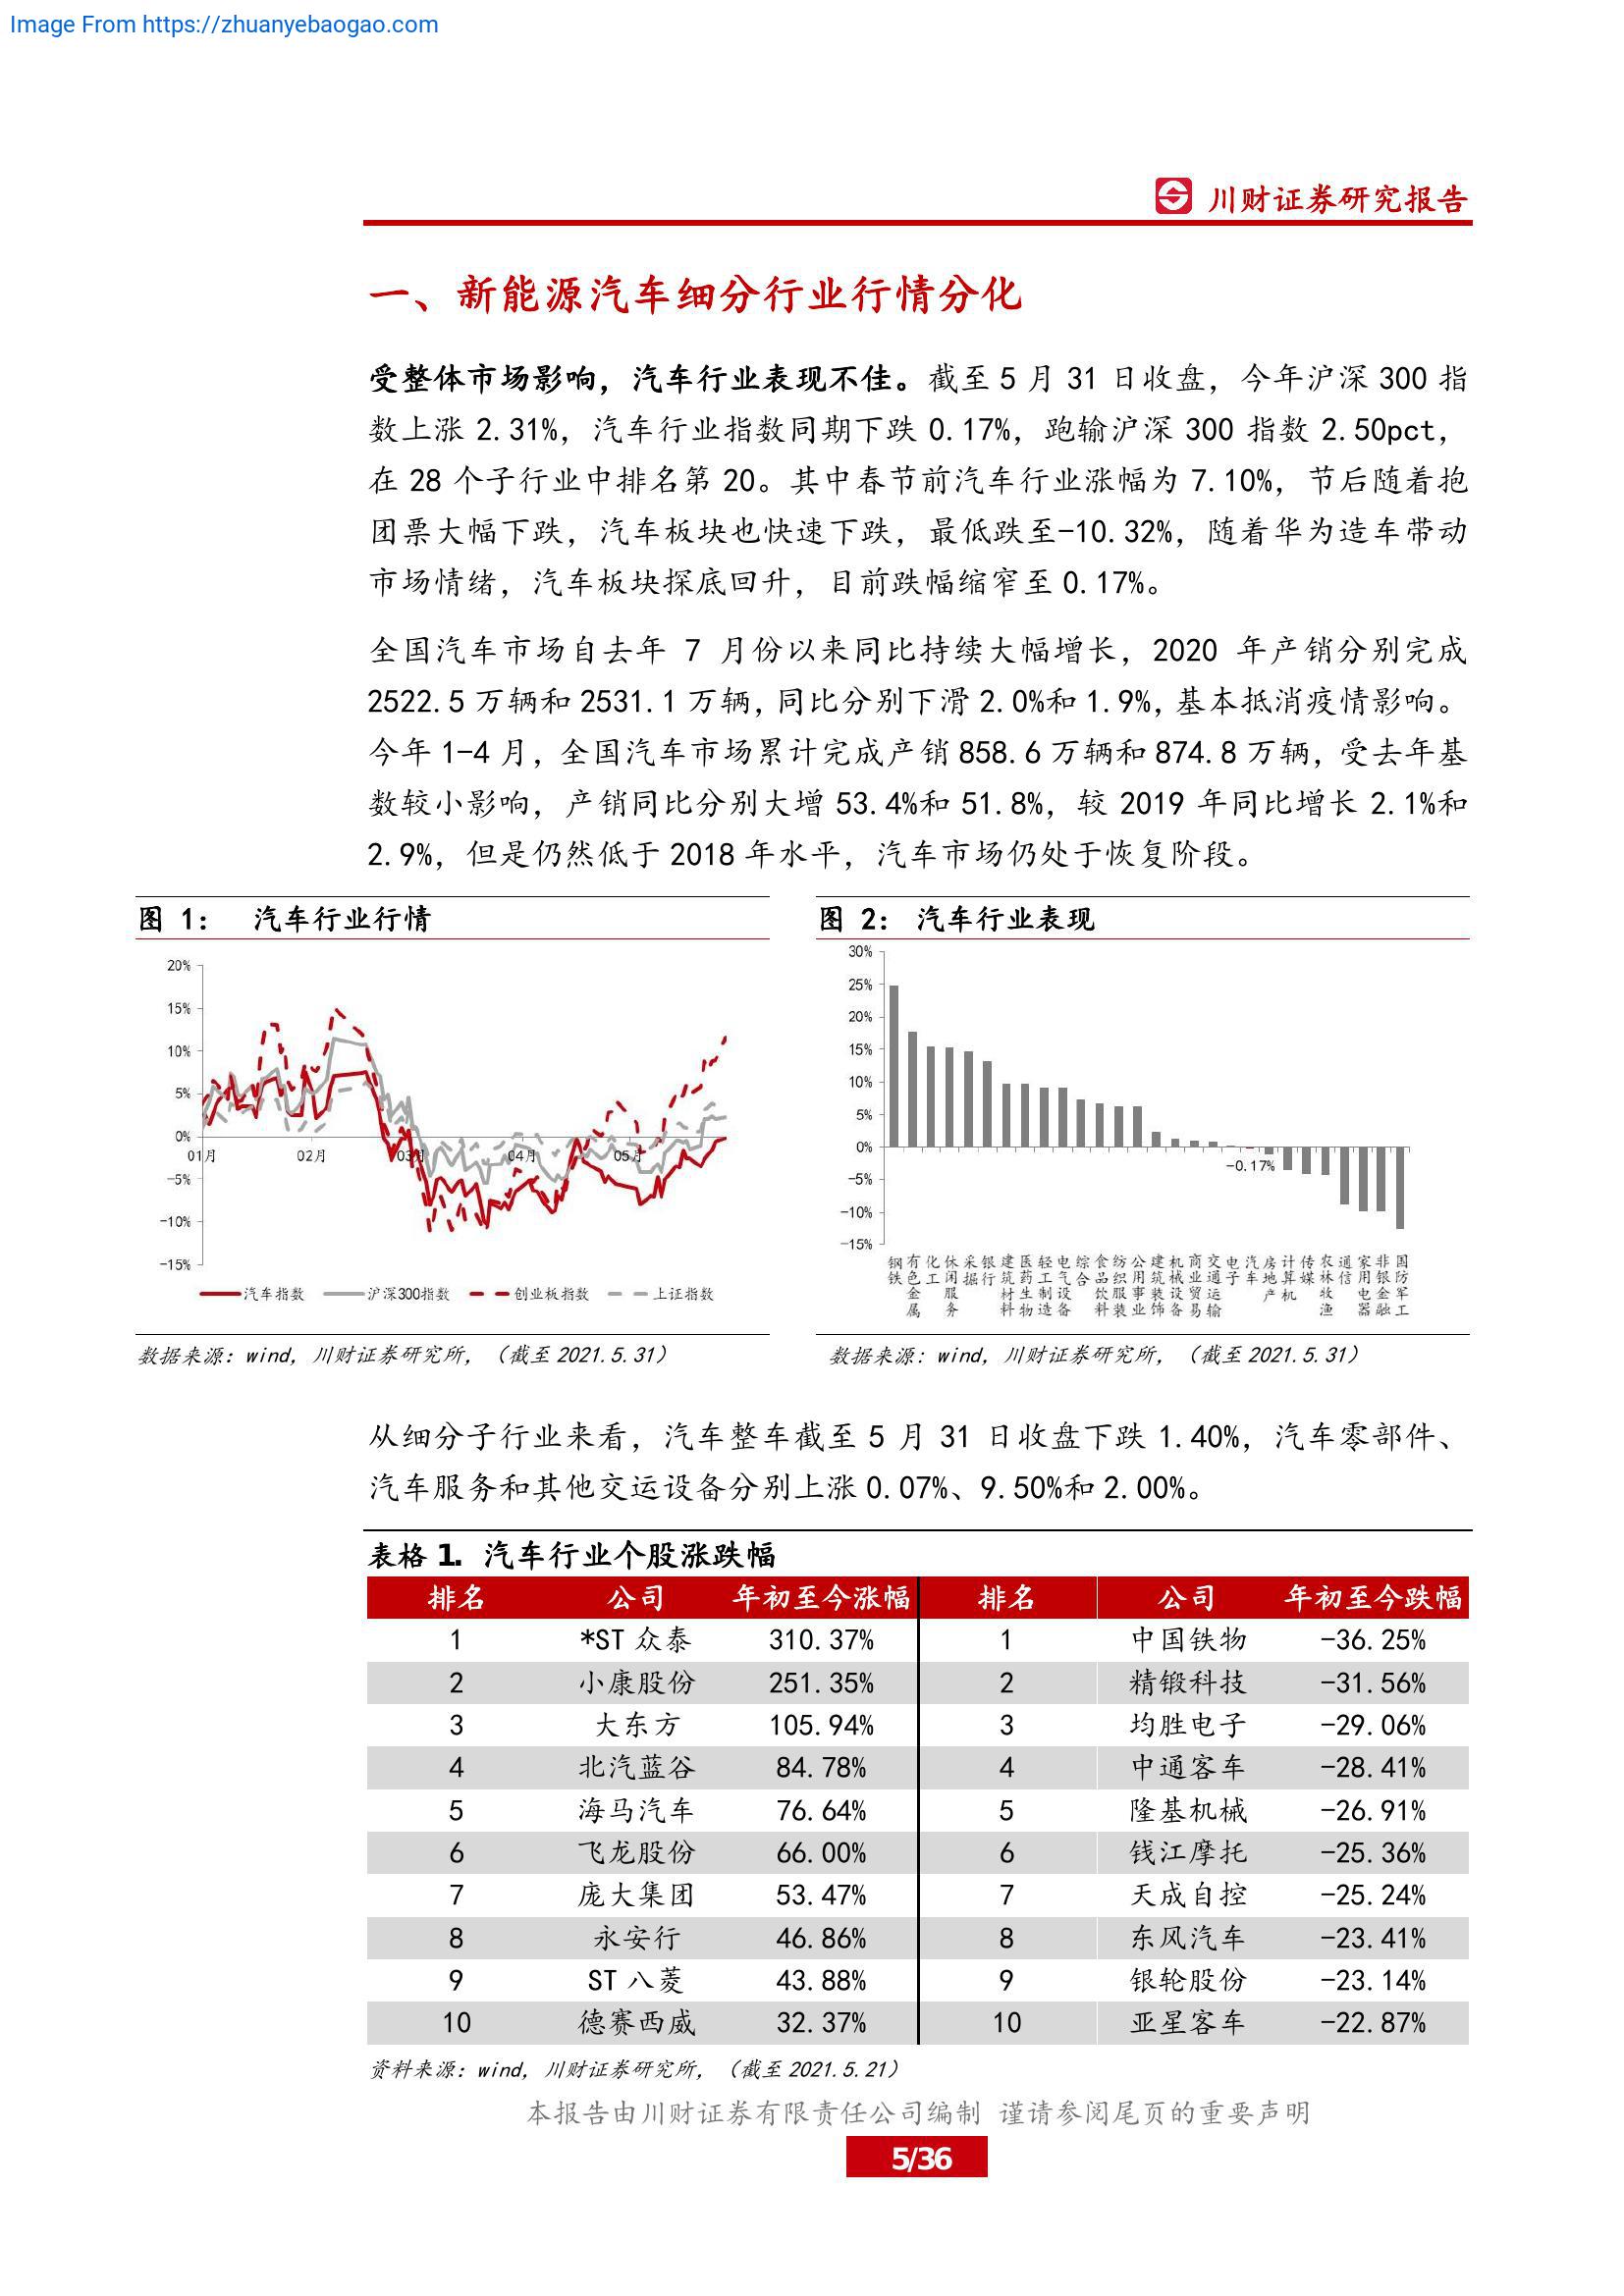 Image From https://zhuanyebaogao.com
川财证券研究报告
一、新能源汽车细分行业行情分化
受整体市场影响，汽车行业表现不佳。截至 5 月 31 日收盘，今年沪深 300 指
数上涨 2.31%，汽车行业指数同期下跌 0.17%，跑输沪深 300 指数 2.50pct，
在 28 个子行业中排名第 20。其中春节前汽车行业涨幅为 7.10%，节后随着抱
团票大幅下跌，汽车板块也快速下跌，最低跌至-10.32%，随着华为造车带动
市场情绪，汽车板块探底回升，目前跌幅缩窄至 0.17%。
全国汽车市场自去年 7 月份以来同比持续大幅增长，2020 年产销分别完成
2522.5 万辆和 2531.1 万辆，同比分别下滑 2.0%和 1.9%，基本抵消疫情影响。
今年 1-4 月，全国汽车市场累计完成产销 858.6 万辆和 874.8 万辆，受去年基
数较小影响，产销同比分别大增 53.4%和 51.8%，较 2019 年同比增长 2.1%和
2.9%，但是仍然低于 2018 年水平，汽车市场仍处于恢复阶段。
图 1： 汽车行业行情
20%
15%
10%
5%
0%
-5%
-10%
-15%
01月 02月 03月 04月 05月
汽车指数 沪深300指数 创业板指数 上证指数
数据来源：wind，川财证券研究所，（截至 2021.5.31）
图 2： 汽车行业表现
30%
25%
20%
15%
10%
5%
0%
-5%
-10%
-15%
-0.17%
钢铁 有色金属 化工 休闲服务 采掘 银行 建筑材料 医药生物 轻工制造 电气设备 综合 食品饮料 纺织服装 公用事业 建筑装饰 机械设备 商业贸易 交通运输 电子 汽车 房地产 计算机 传媒 农林牧渔 通信 家用电器 非银金融 国防军工
数据来源：wind，川财证券研究所，（截至 2021.5.31）
从细分子行业来看，汽车整车截至 5 月 31 日收盘下跌 1.40%，汽车零部件、
汽车服务和其他交运设备分别上涨 0.07%、9.50%和 2.00%。
表格 1. 汽车行业个股涨跌幅
排名 公司 年初至今涨幅 排名 公司 年初至今跌幅
1 *ST 众泰 310.37% 1 中国铁物 -36.25%
2 小康股份 251.35% 2 精锻科技 -31.56%
3 大东方 105.94% 3 均胜电子 -29.06%
4 北汽蓝谷 84.78% 4 中通客车 -28.41%
5 海马汽车 76.64% 5 隆基机械 -26.91%
6 飞龙股份 66.00% 6 钱江摩托 -25.36%
7 庞大集团 53.47% 7 天成自控 -25.24%
8 永安行 46.86% 8 东风汽车 -23.41%
9 ST 八菱 43.88% 9 银轮股份 -23.14%
10 德赛西威 32.37% 10 亚星客车 -22.87%
资料来源：wind，川财证券研究所，（截至 2021.5.21）
本报告由川财证券有限责任公司编制 谨请参阅尾页的重要声明
5/36